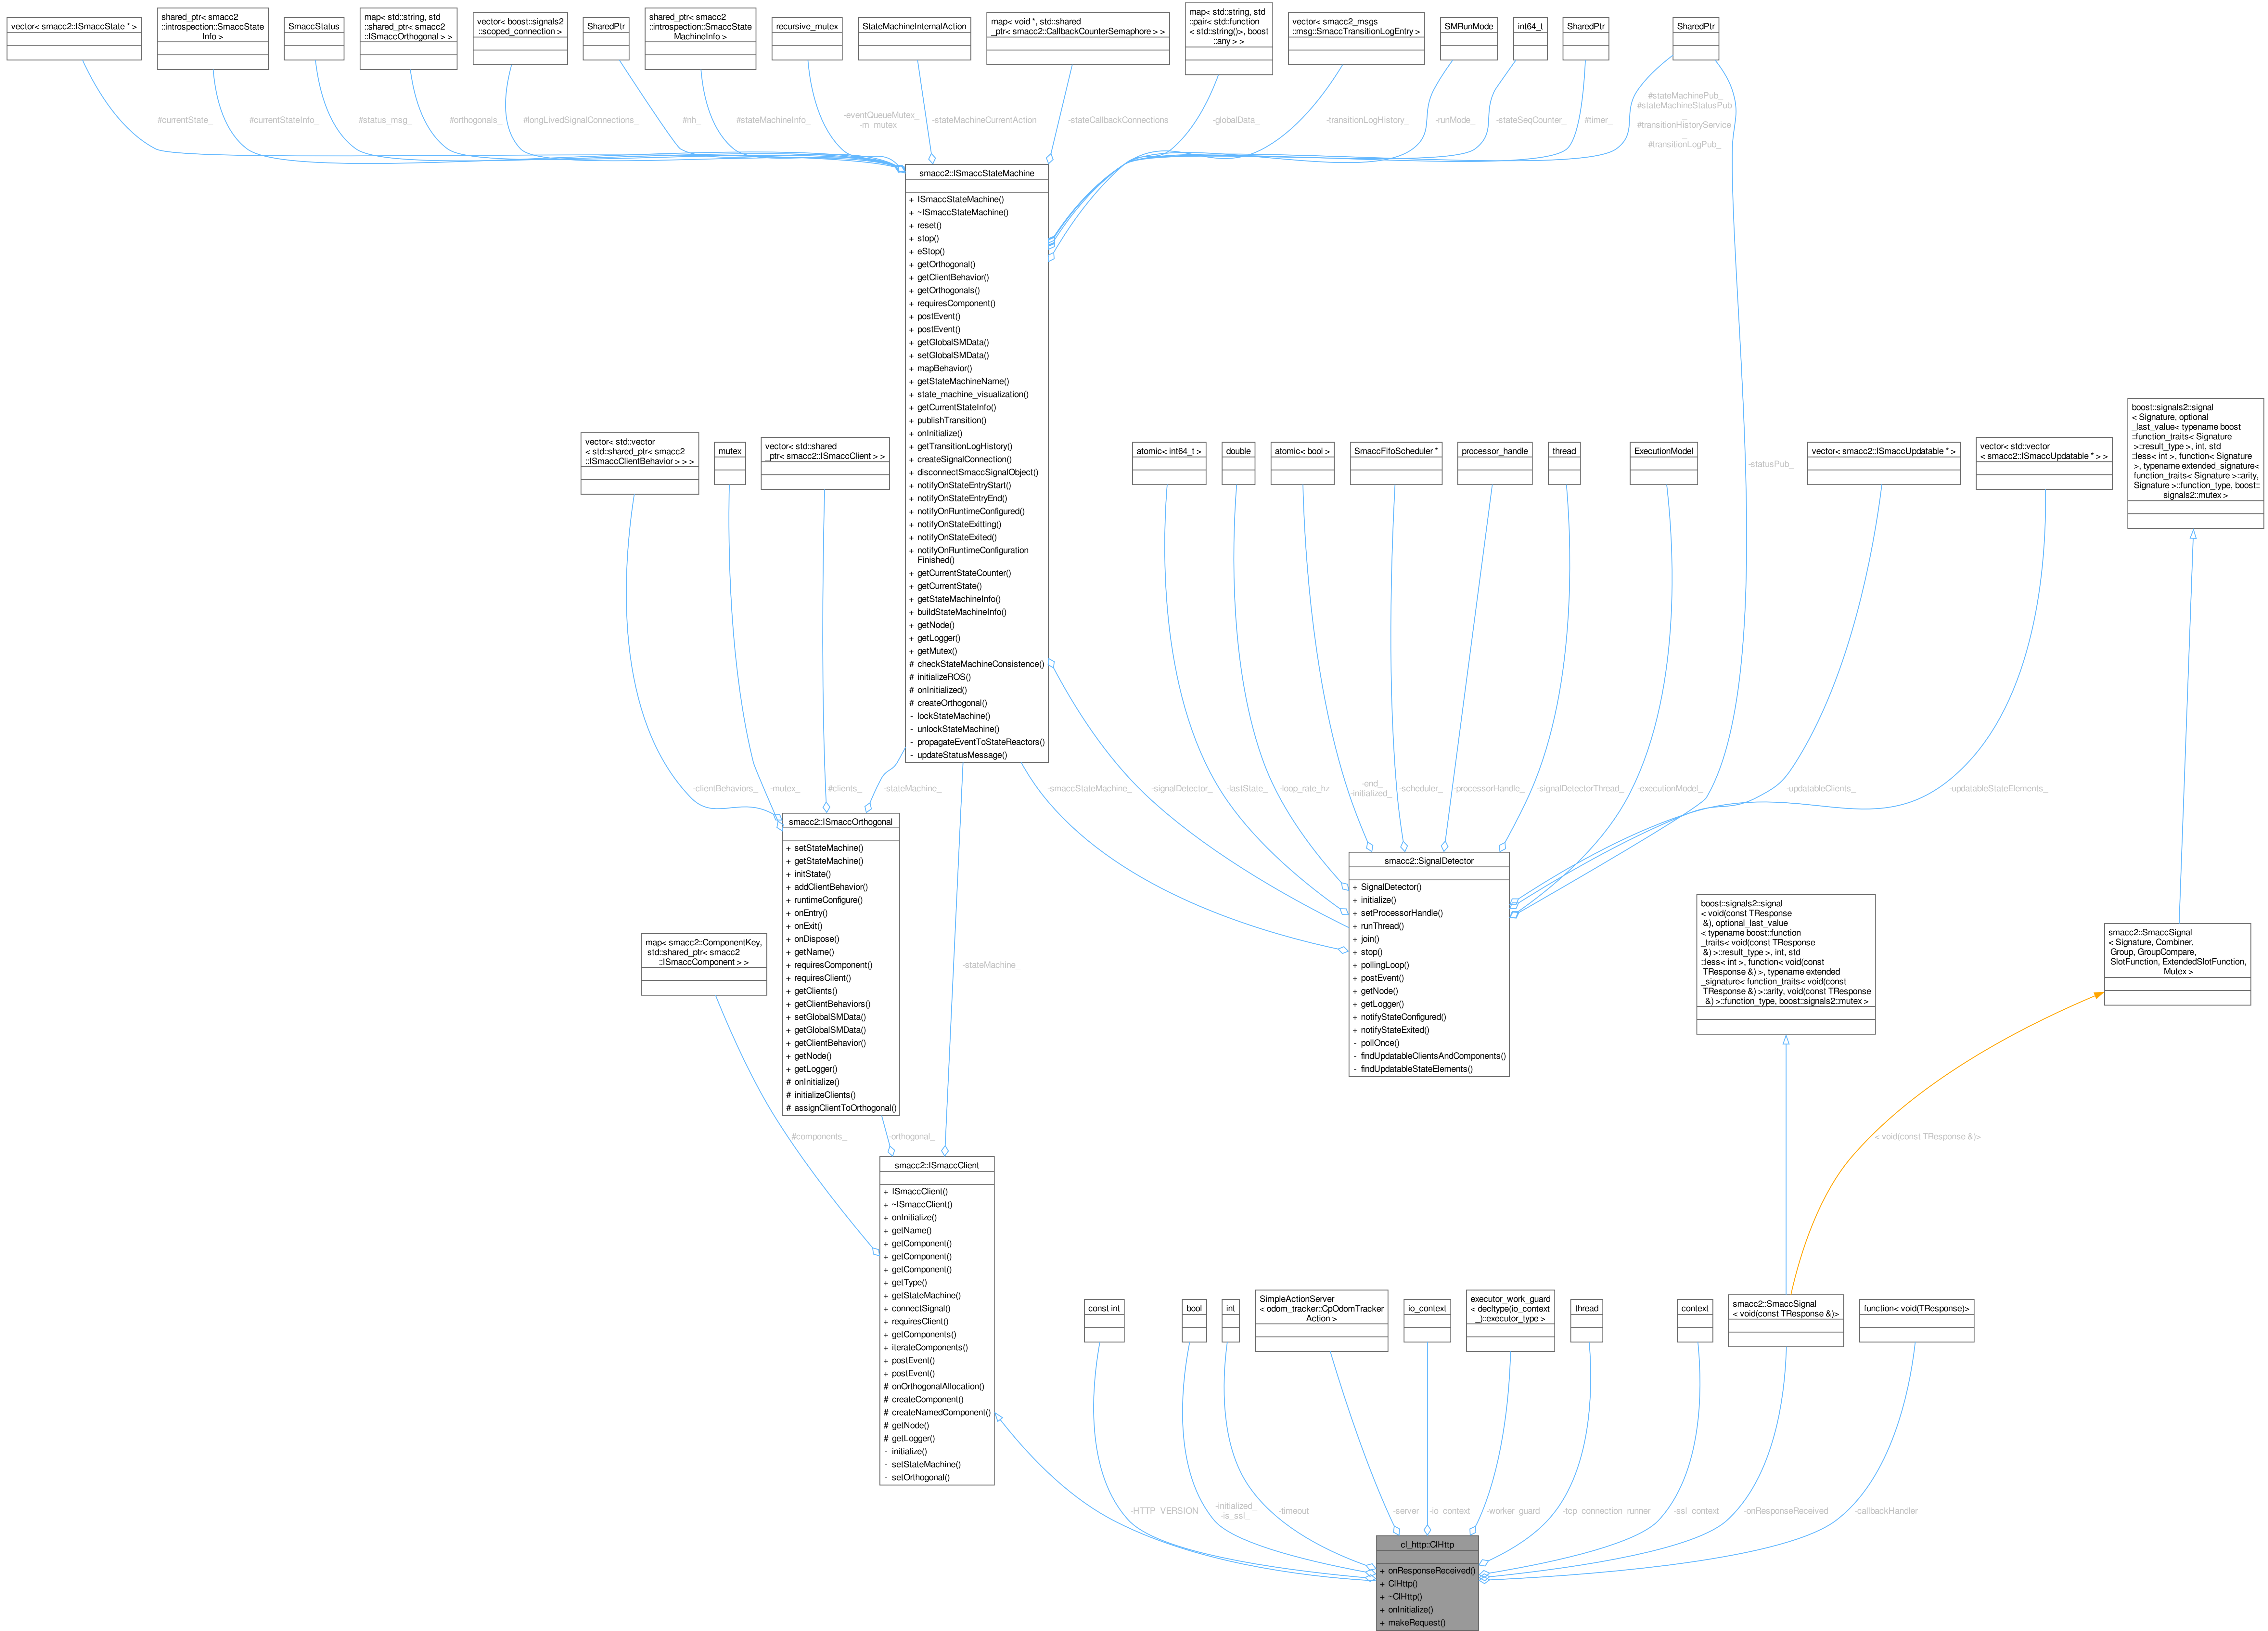 vector< smacc2::ISmaccState * >
shared_ptr< smacc2
::introspection::SmaccState
Info >
SmaccStatus
map< std::string, std
::shared_ptr< smacc2
::ISmaccOrthogonal > >
vector< boost::signals2
::scoped_connection >
SharedPtr
shared_ptr< smacc2
::introspection::SmaccState
MachineInfo >
recursive_mutex
StateMachineInternalAction
map< void *, std::shared
_ptr< smacc2::CallbackCounterSemaphore > >
map< std::string, std
::pair< std::function
< std::string()>, boost
::any > >
vector< smacc2_msgs
::msg::SmaccTransitionLogEntry >
SMRunMode
int64_t
SharedPtr
SharedPtr
#currentState_
#currentStateInfo_
#status_msg_
#orthogonals_
#longLivedSignalConnections_
#nh_
#stateMachineInfo_
-eventQueueMutex_
-m_mutex_
-stateMachineCurrentAction
-stateCallbackConnections
-globalData_
-transitionLogHistory_
-runMode_
-stateSeqCounter_
#timer_
#stateMachinePub_
#stateMachineStatusPub
_
#transitionHistoryService
_
#transitionLogPub_
smacc2::ISmaccStateMachine
+ ISmaccStateMachine()
+ ~ISmaccStateMachine()
+ reset()
+ stop()
+ eStop()
+ getOrthogonal()
+ getClientBehavior()
+ getOrthogonals()
+ requiresComponent()
+ postEvent()
+ postEvent()
+ getGlobalSMData()
+ setGlobalSMData()
+ mapBehavior()
+ getStateMachineName()
+ state_machine_visualization()
+ getCurrentStateInfo()
+ publishTransition()
+ onInitialize()
+ getTransitionLogHistory()
+ createSignalConnection()
+ disconnectSmaccSignalObject()
+ notifyOnStateEntryStart()
+ notifyOnStateEntryEnd()
+ notifyOnRuntimeConfigured()
+ notifyOnStateExitting()
+ notifyOnStateExited()
+ notifyOnRuntimeConfiguration
Finished()
+ getCurrentStateCounter()
+ getCurrentState()
+ getStateMachineInfo()
+ buildStateMachineInfo()
+ getNode()
+ getLogger()
+ getMutex()
# checkStateMachineConsistence()
# initializeROS()
# onInitialized()
# createOrthogonal()
- lockStateMachine()
- unlockStateMachine()
- propagateEventToStateReactors()
- updateStatusMessage()
vector< std::vector
< std::shared_ptr< smacc2
::ISmaccClientBehavior > > >
mutex
vector< std::shared
_ptr< smacc2::ISmaccClient > >
atomic< int64_t >
double
atomic< bool >
SmaccFifoScheduler *
processor_handle
thread
ExecutionModel
-statusPub_
vector< smacc2::ISmaccUpdatable * >
vector< std::vector
< smacc2::ISmaccUpdatable * > >
boost::signals2::signal
< Signature, optional
_last_value< typename boost
::function_traits< Signature
>::result_type >, int, std
::less< int >, function< Signature
>, typename extended_signature<
function_traits< Signature >::arity,
Signature >::function_type, boost::
signals2::mutex >
-clientBehaviors_
-mutex_
#clients_
-stateMachine_
-smaccStateMachine_
-signalDetector_
-lastState_
-loop_rate_hz
-end_
-initialized_
-scheduler_
-processorHandle_
-signalDetectorThread_
-executionModel_
-updatableClients_
-updatableStateElements_
smacc2::ISmaccOrthogonal
+ setStateMachine()
+ getStateMachine()
+ initState()
+ addClientBehavior()
+ runtimeConfigure()
+ onEntry()
+ onExit()
+ onDispose()
+ getName()
+ requiresComponent()
+ requiresClient()
+ getClients()
+ getClientBehaviors()
+ setGlobalSMData()
+ getGlobalSMData()
+ getClientBehavior()
+ getNode()
+ getLogger()
# onInitialize()
# initializeClients()
# assignClientToOrthogonal()
smacc2::SignalDetector
+ SignalDetector()
+ initialize()
+ setProcessorHandle()
+ runThread()
+ join()
+ stop()
+ pollingLoop()
+ postEvent()
+ getNode()
+ getLogger()
+ notifyStateConfigured()
+ notifyStateExited()
- pollOnce()
- findUpdatableClientsAndComponents()
- findUpdatableStateElements()
map< smacc2::ComponentKey,
std::shared_ptr< smacc2
::ISmaccComponent > >
-stateMachine_
boost::signals2::signal
< void(const TResponse
&), optional_last_value
< typename boost::function
_traits< void(const TResponse
&) >::result_type >, int, std
::less< int >, function< void(const
TResponse &) >, typename extended
_signature< function_traits< void(const
TResponse &) >::arity, void(const TResponse
&) >::function_type, boost::signals2::mutex >
smacc2::SmaccSignal
< Signature, Combiner,
Group, GroupCompare,
SlotFunction, ExtendedSlotFunction,
Mutex >
#components_
-orthogonal_
< void(const TResponse &)>
smacc2::ISmaccClient
+ ISmaccClient()
+ ~ISmaccClient()
+ onInitialize()
+ getName()
+ getComponent()
+ getComponent()
+ getComponent()
+ getType()
+ getStateMachine()
+ connectSignal()
+ requiresClient()
+ getComponents()
+ iterateComponents()
+ postEvent()
+ postEvent()
# onOrthogonalAllocation()
# createComponent()
# createNamedComponent()
# getNode()
# getLogger()
- initialize()
- setStateMachine()
- setOrthogonal()
const int
bool
int
SimpleActionServer
< odom_tracker::CpOdomTracker
Action >
io_context
executor_work_guard
< decltype(io_context
_)::executor_type >
thread
context
smacc2::SmaccSignal
< void(const TResponse &)>
function< void(TResponse)>
-HTTP_VERSION
-initialized_
-is_ssl_
-timeout_
-server_
-io_context_
-worker_guard_
-tcp_connection_runner_
-ssl_context_
-onResponseReceived_
-callbackHandler
cl_http::ClHttp
+ onResponseReceived()
+ ClHttp()
+ ~ClHttp()
+ onInitialize()
+ makeRequest()